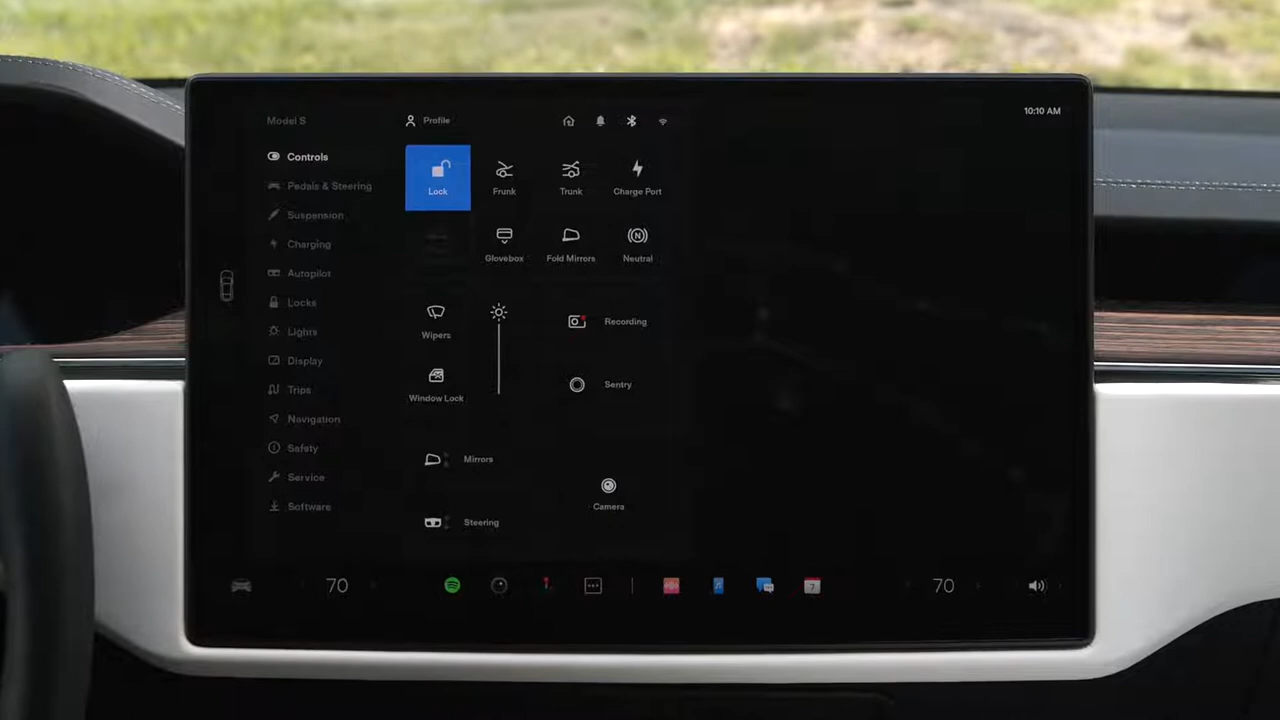 Model S
Profile
10:10 AM
Controls
Pedals & Steering
Suspension
Charging
Autopilot
Locks
Lights
Display
Trips
Navigation
Safety
Service
Software
Lock
Frunk
Trunk
Charge Port
Glovebox
Fold Mirrors
N
Neutral
Wipers
Recording
Window Lock
Sentry
Mirrors
Camera
Steering
70
7
70